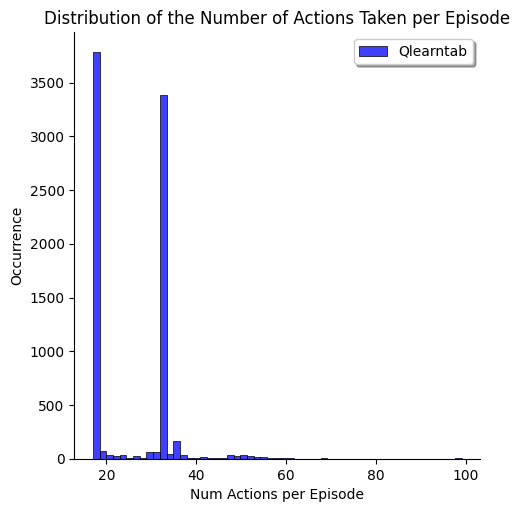 Distribution of the Number of Actions Taken per Episode
Qlearntab
3500
3000
2500
2000
1500
1000
500
0
Occurrence
20 40 60 80 100
Num Actions per Episode